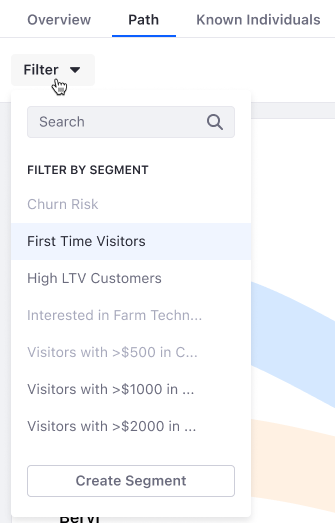 Overview Path Known Individuals
Filter
Search
FILTER BY SEGMENT
Churn Risk
First Time Visitors
High LTV Customers
Interested in Farm Techn...
Visitors with >$500 in C...
Visitors with >$1000 in ...
Visitors with >$2000 in ...
Create Segment